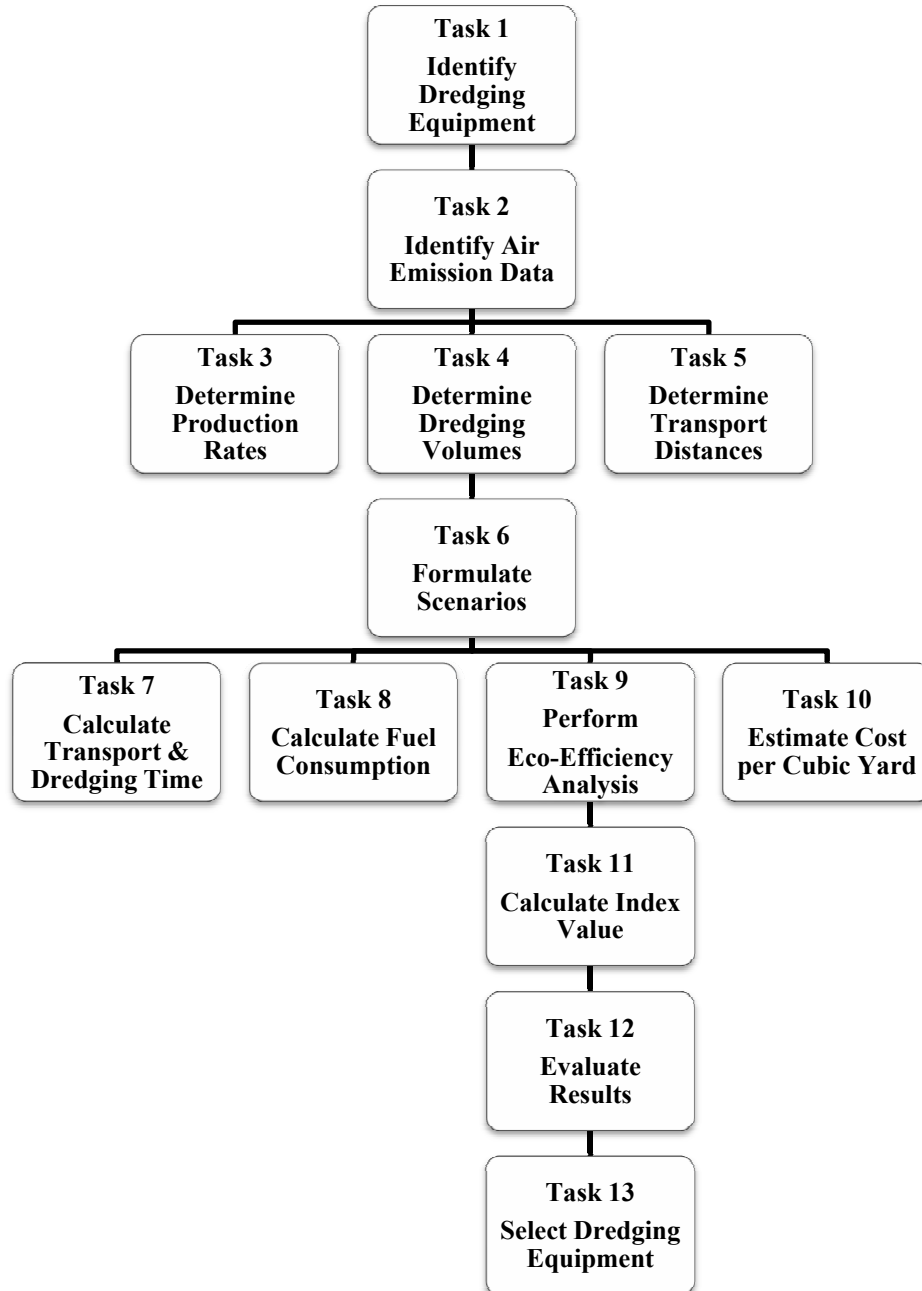 Task 1
Identify
Dredging
Equipment
Task 2
Identify Air
Emission Data
Task 3
Determine
Production
Rates
Task 4
Determine
Dredging
Volumes
Task 5
Determine
Transport
Distances
Task 6
Formulate
Scenarios
Task 7
Calculate
Transport &
Dredging Time
Task 8
Calculate Fuel
Consumption
Task 9
Perform
Eco-Efficiency
Analysis
Task 10
Estimate Cost
per Cubic Yard
Task 11
Calculate Index
Value
Task 12
Evaluate
Results
Task 13
Select Dredging
Equipment